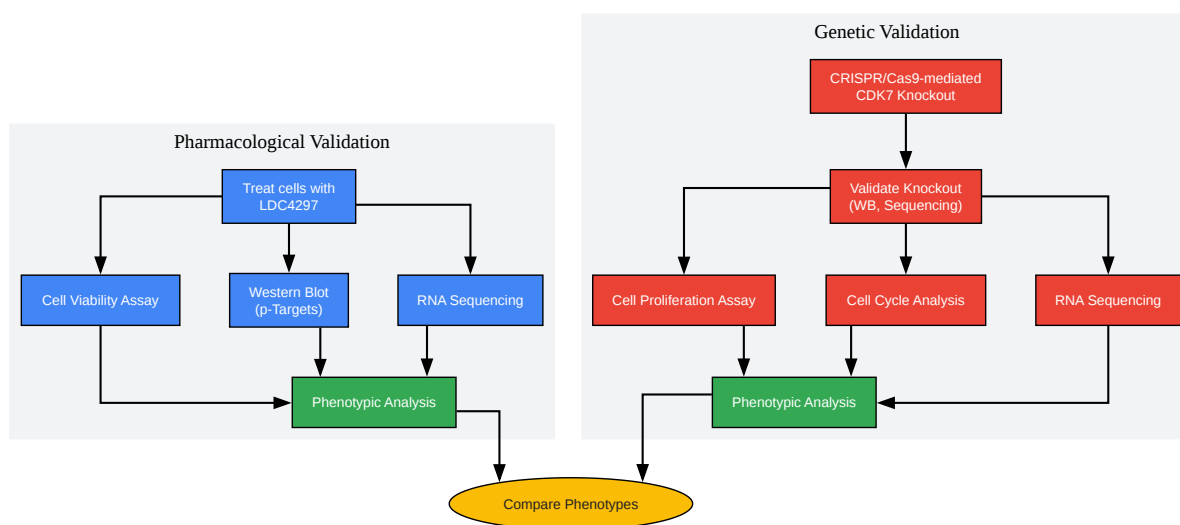 Pharmacological Validation
Treat cells with
LDC4297
Cell Viability Assay
Western Blot
(p-Targets)
RNA Sequencing
Phenotypic Analysis
Genetic Validation
CRISPR/Cas9-mediated
CDK7 Knockout
Validate Knockout
(WB, Sequencing)
Cell Proliferation Assay
Cell Cycle Analysis
RNA Sequencing
Phenotypic Analysis
Compare Phenotypes